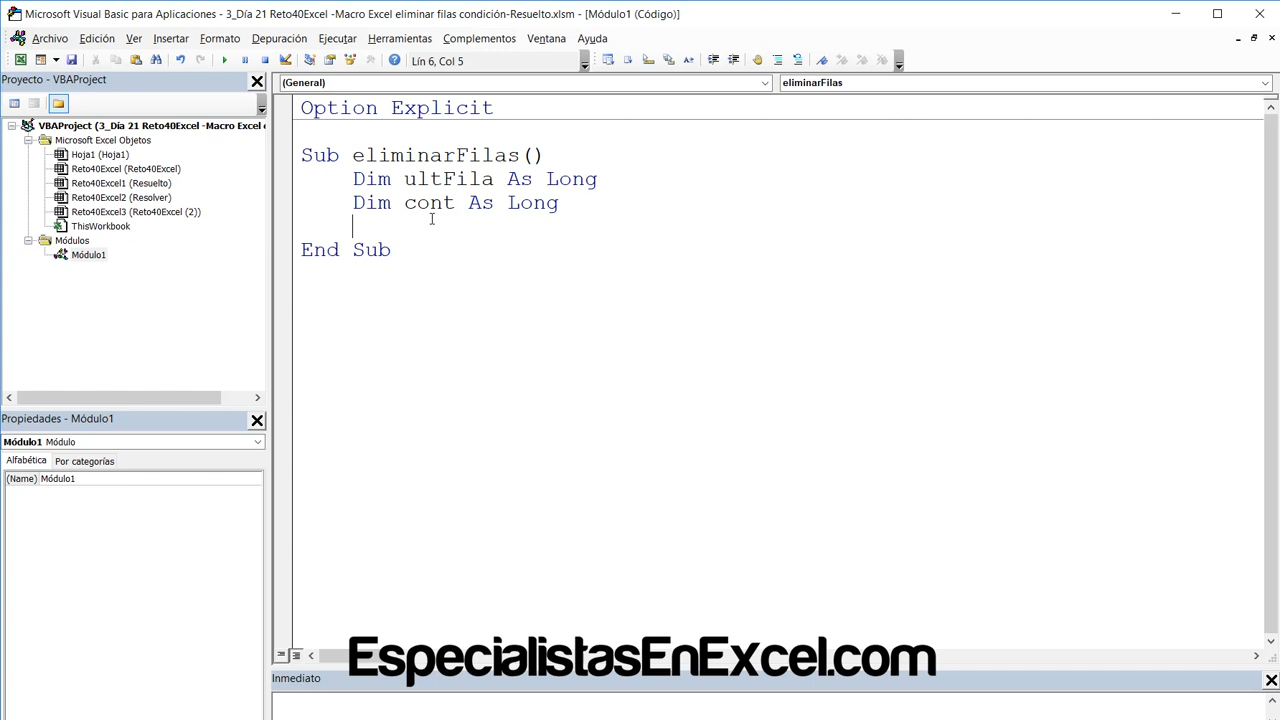 Microsoft Visual Basic para Aplicaciones - 3_Día 21 Reto40Excel -Macro Excel eliminar filas condición-Resuelto.xlsm - [Módulo1 (Código)]
Archivo Edición Ver Insertar Formato Depuración Ejecutar Herramientas Complementos Ventana Ayuda
Lín 6, Col 5
Proyecto - VBAProject
(General) eliminarFilas
VBAProject (3_Día 21 Reto40Excel -Macro Excel e
Microsoft Excel Objetos
Hoja1 (Hoja1)
Reto40Excel (Reto40Excel)
Reto40Excel1 (Resuelto)
Reto40Excel2 (Resolver)
Reto40Excel3 (Reto40Excel (2))
ThisWorkbook
Módulos
Módulo1
Option Explicit
Sub eliminarFilas()
Dim ultFila As Long
Dim cont As Long
End Sub
Propiedades - Módulo1
Módulo1 Módulo
Alfabética Por categorías
(Name) Módulo1
EspecialistasEnExcel.com
Inmediato